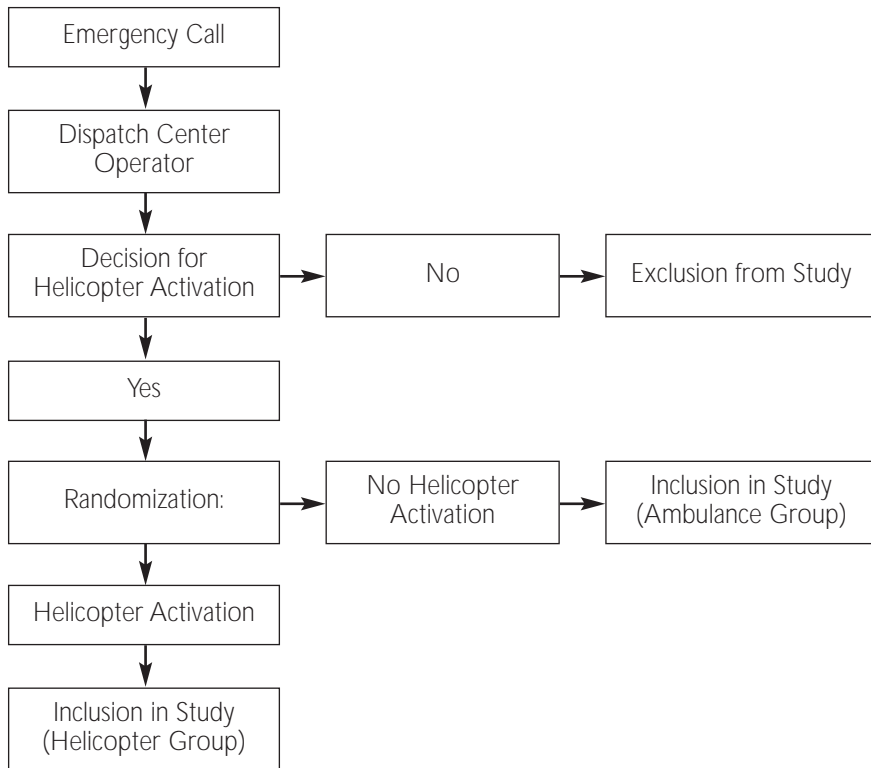 Emergency Call
Dispatch Center
Operator
Decision for
Helicopter Activation
No
Exclusion from Study
Yes
Randomization:
No Helicopter
Activation
Inclusion in Study
(Ambulance Group)
Helicopter Activation
Inclusion in Study
(Helicopter Group)